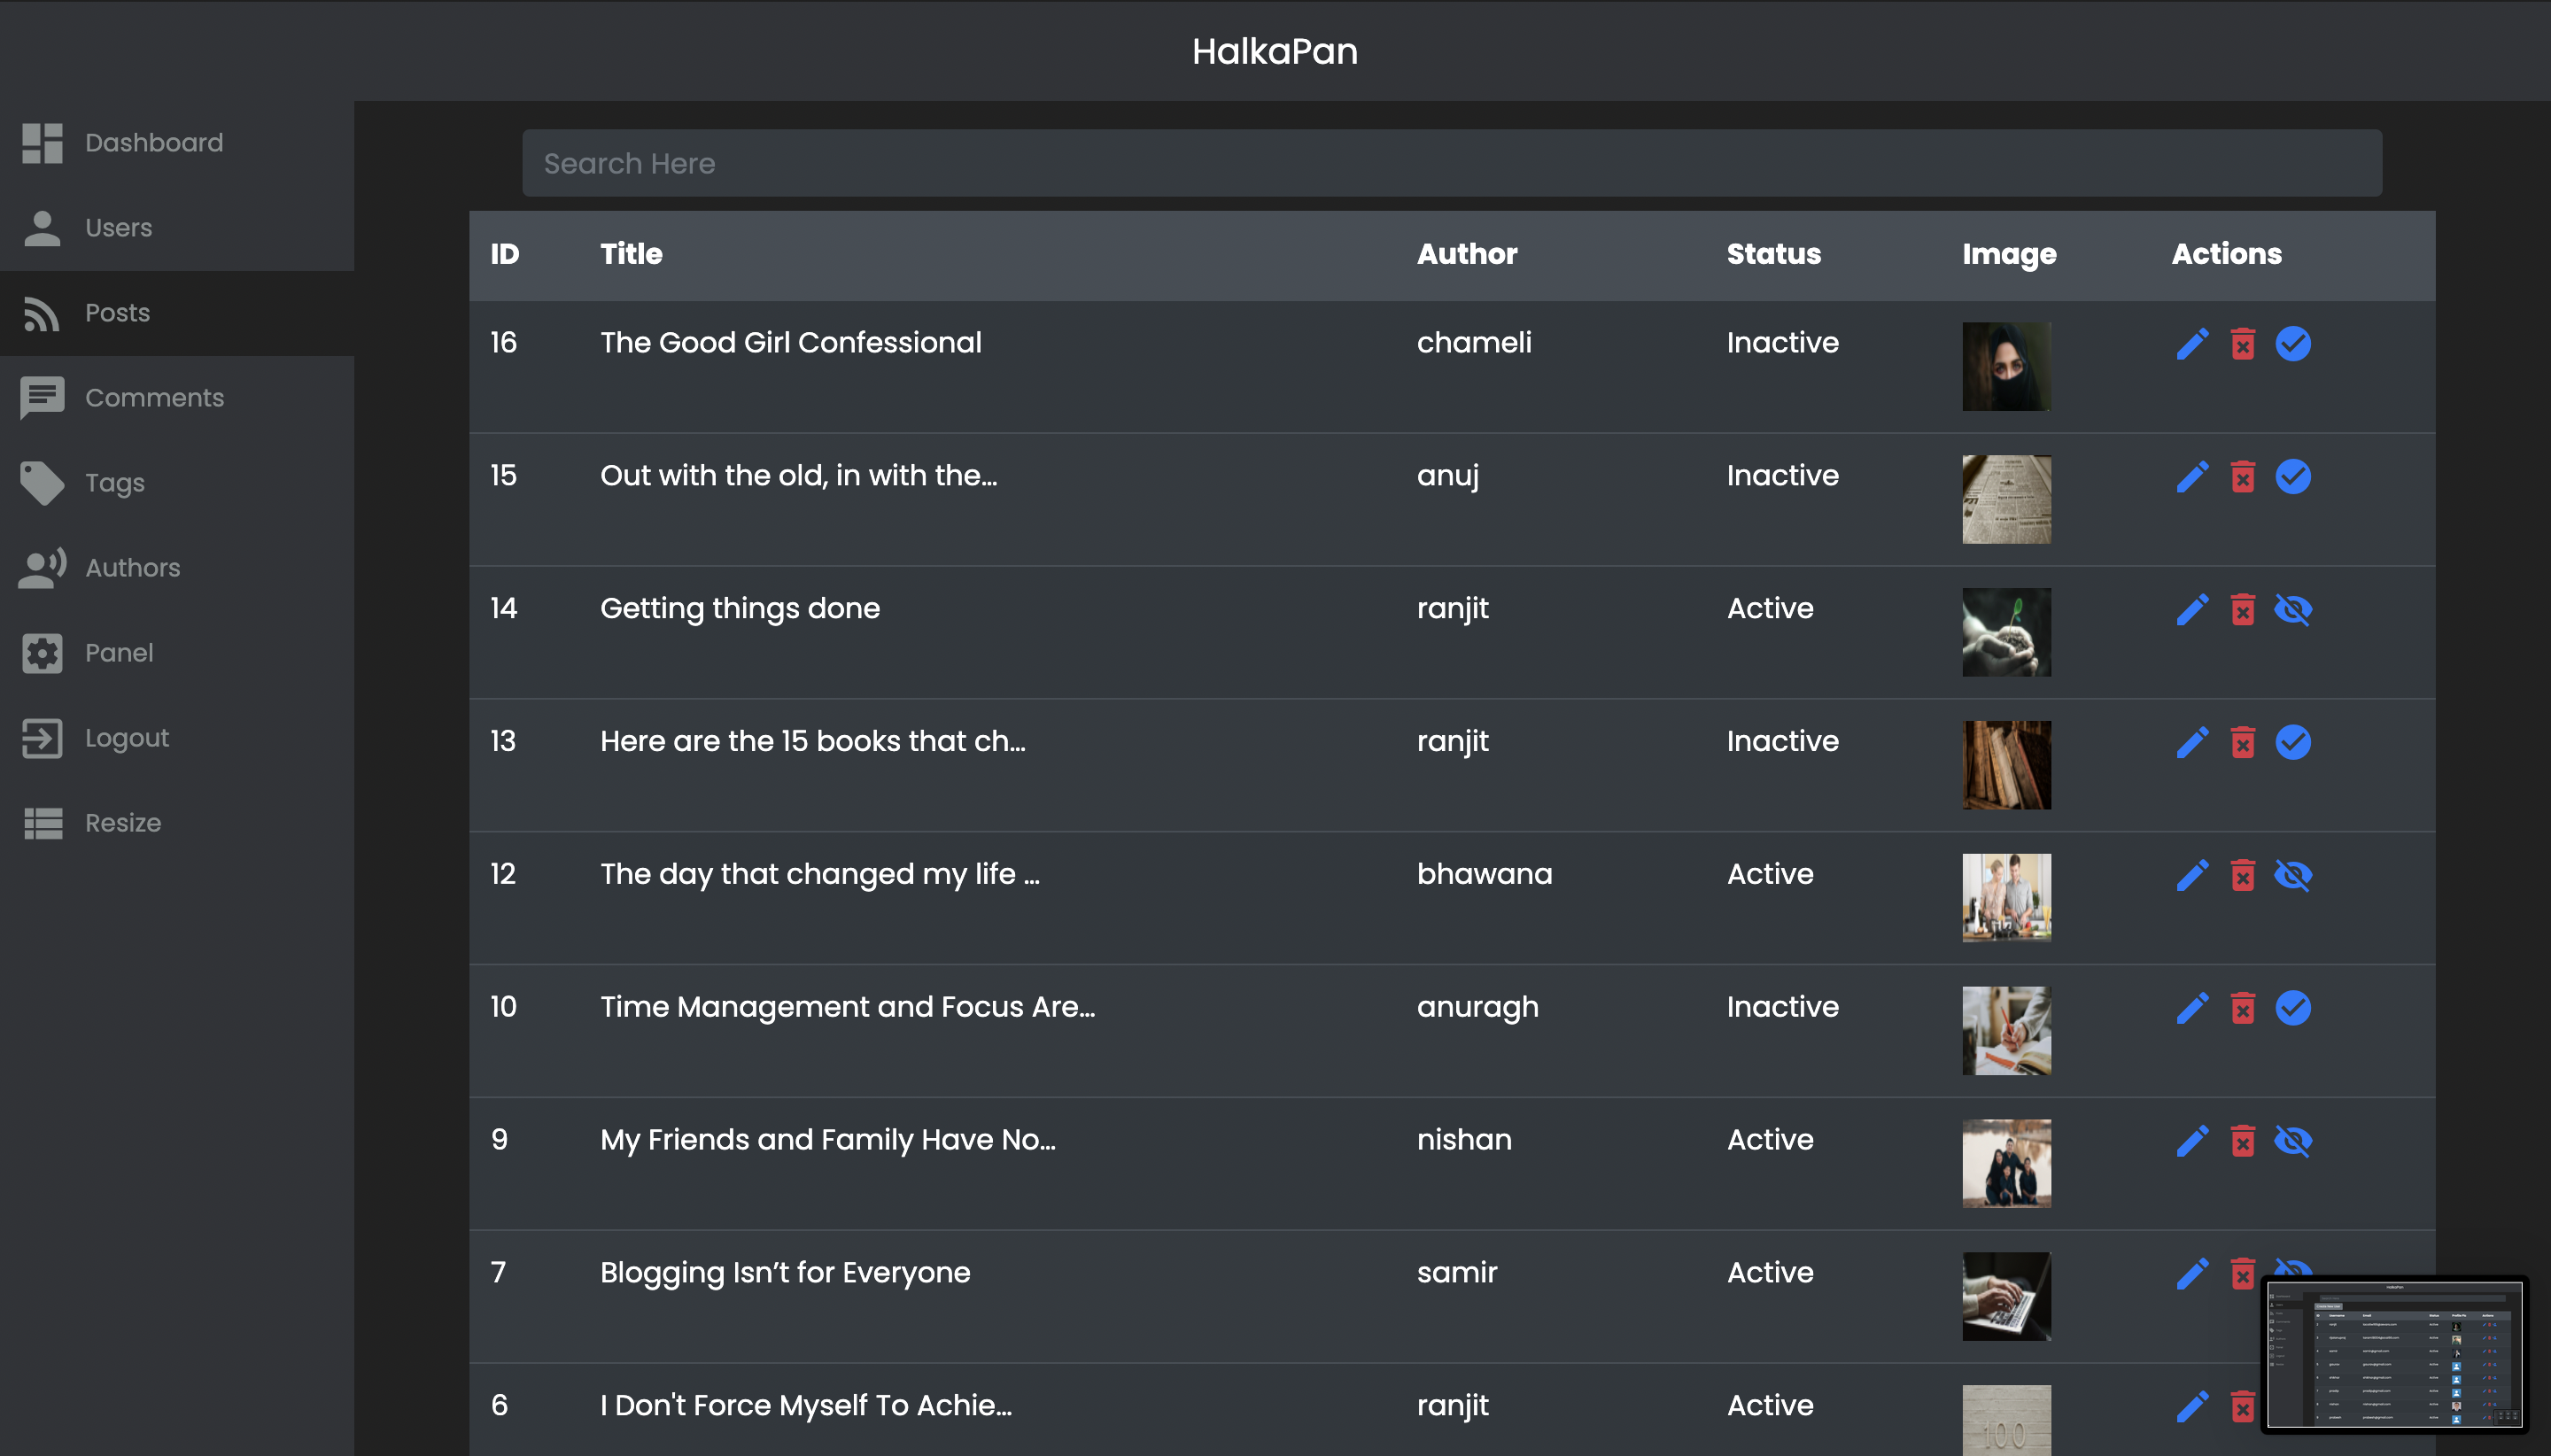 HalkaPan
Dashboard
Users
Posts
Comments
Tags
Authors
Panel
Logout
Resize
Search Here
ID Title Author Status Image Actions
16 The Good Girl Confessional chameli Inactive
15 Out with the old, in with the... anuj Inactive
14 Getting things done ranjit Active
13 Here are the 15 books that ch... ranjit Inactive
12 The day that changed my life ... bhawana Active
10 Time Management and Focus Are... anuragh Inactive
9 My Friends and Family Have No... nishan Active
7 Blogging Isn’t for Everyone samir Active
6 I Don't Force Myself To Achie... ranjit Active
100